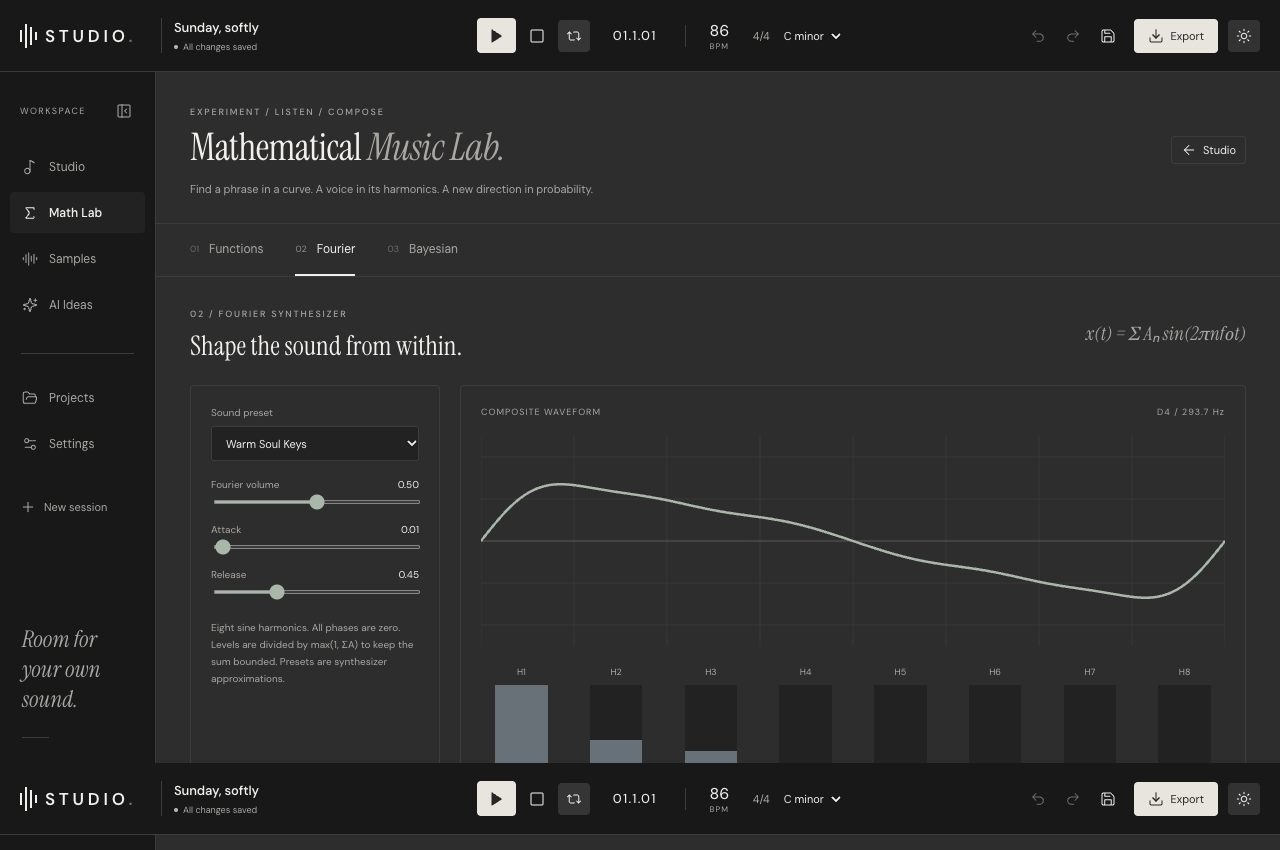 STUDIO.
Sunday, softly
All changes saved
01.1.01
86
BPM
4/4
C minor
Export
WORKSPACE
Studio
Math Lab
Samples
AI Ideas
Projects
Settings
New session
Room for
your own
sound.
EXPERIMENT / LISTEN / COMPOSE
Mathematical Music Lab.
Find a phrase in a curve. A voice in its harmonics. A new direction in probability.
Studio
01 Functions
02 Fourier
03 Bayesian
02 / FOURIER SYNTHESIZER
Shape the sound from within.
x(t) = Σ Aₙ sin(2πnf₀t)
Sound preset
Warm Soul Keys
Fourier volume 0.50
Attack 0.01
Release 0.45
Eight sine harmonics. All phases are zero.
Levels are divided by max(1, ΣA) to keep the
sum bounded. Presets are synthesizer
approximations.
COMPOSITE WAVEFORM
D4 / 293.7 Hz
H1 H2 H3 H4 H5 H6 H7 H8
STUDIO.
Sunday, softly
All changes saved
01.1.01
86
BPM
4/4
C minor
Export